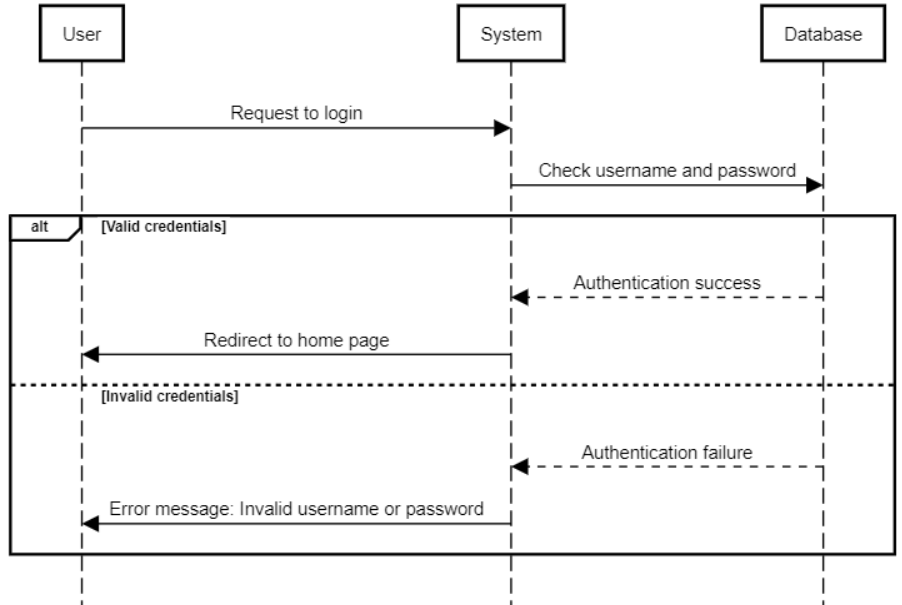 User
System
Database
Request to login
Check username and password
alt
[Valid credentials]
Authentication success
Redirect to home page
[Invalid credentials]
Authentication failure
Error message: Invalid username or password